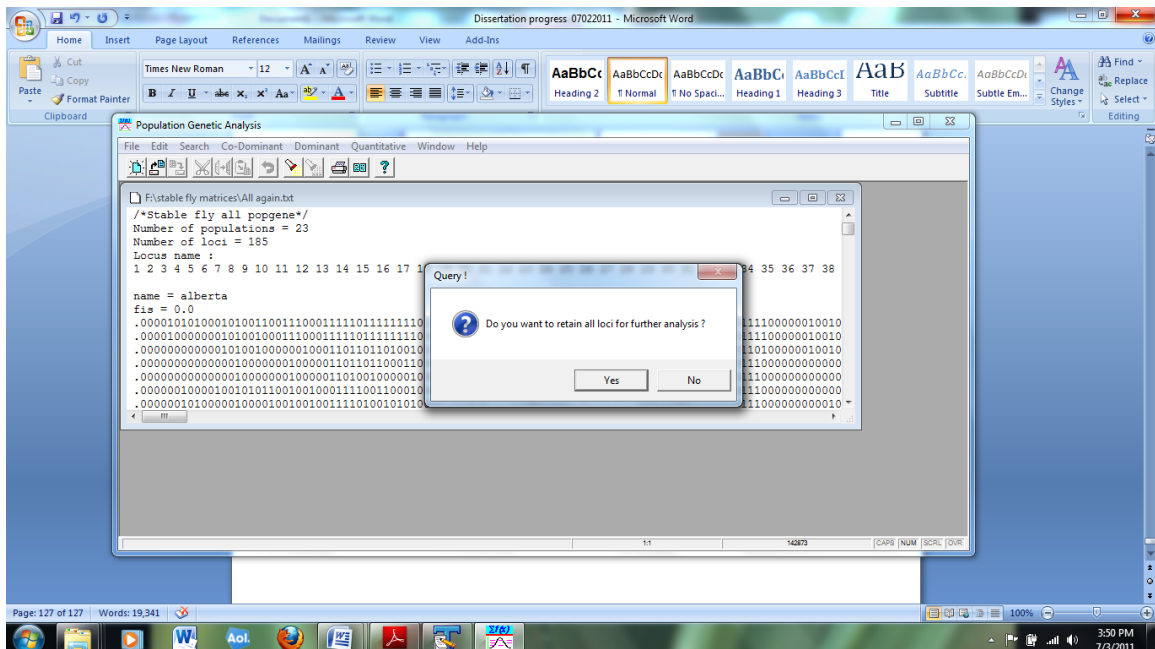 Dissertation progress 07022011 - Microsoft Word
Home Insert Page Layout References Mailings Review View Add-Ins
Cut
Copy
Format Painter
Paste
Clipboard
Times New Roman 12
AaBbCc AaBbCcDc AaBbCcDc AaBbC AaBbCcI AaB AaBbCc. AaBbCcDc
Heading 2 ¶ Normal ¶ No Spaci... Heading 1 Heading 3 Title Subtitle Subtle Em...
Change Styles
Find
Replace
Select
Editing
Population Genetic Analysis
File Edit Search Co-Dominant Dominant Quantitative Window Help
F:\stable fly matrices\All again.txt
/*Stable fly all popgene*/
Number of populations = 23
Number of loci = 185
Locus name :
1 2 3 4 5 6 7 8 9 10 11 12 13 14 15 16 17 34 35 36 37 38
name = alberta
fis = 0.0
Query !
Do you want to retain all loci for further analysis ?
Yes No
1:1 142873 CAPS NUM SCRL OVR
Page: 127 of 127 Words: 19,341 100%
W Aol.
Σf(x)
3:50 PM
7/3/2011